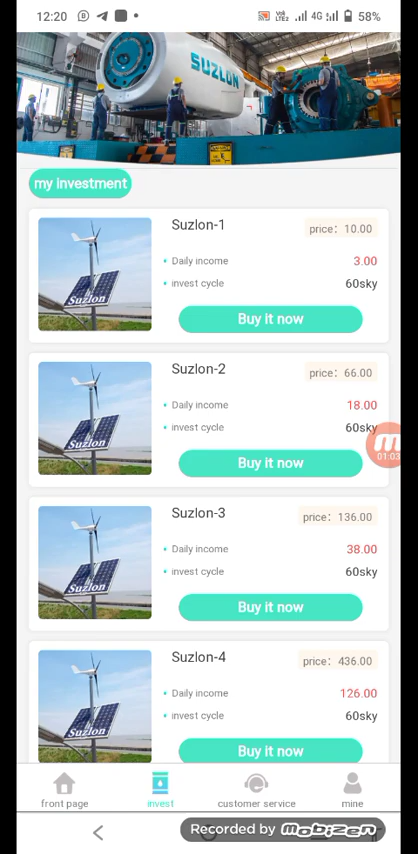 12:20 4G 58%
SUZLON
my investment
Suzlon-1 price: 10.00
Daily income 3.00
invest cycle 60sky
Suzlon
Buy it now
Suzlon-2 price: 66.00
Daily income 18.00
invest cycle 60sky
Suzlon
01:03
Buy it now
Suzlon-3 price: 136.00
Daily income 38.00
invest cycle 60sky
Suzlon
Buy it now
Suzlon-4 price: 436.00
Daily income 126.00
invest cycle 60sky
Suzlon
Buy it now
front page invest customer service mine
Recorded by mobizen